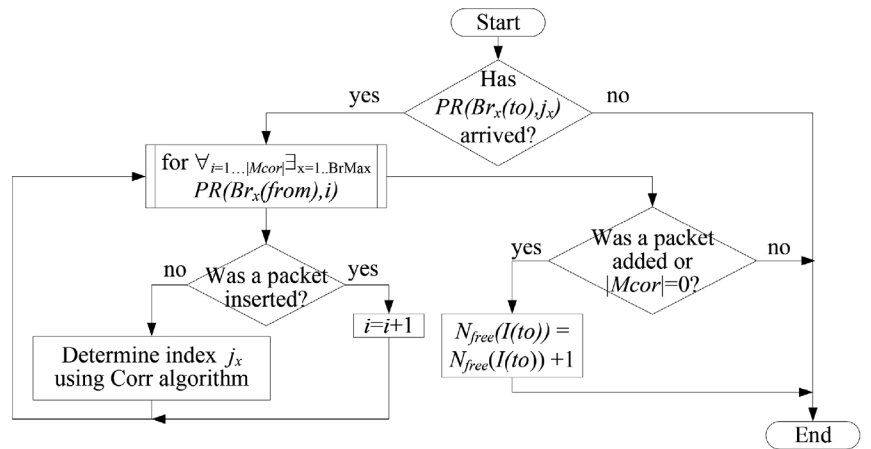 Start
Has
PR(Brₓ(to),jₓ)
arrived?
yes
no
for ∀i=1…|Mcor|∃x=1..BrMax
PR(Brₓ(from),i)
Was a packet
inserted?
no
yes
i=i+1
Determine index jₓ
using Corr algorithm
Was a packet
added or
|Mcor|=0?
yes
no
Nfree(I(to)) =
Nfree(I(to)) +1
End